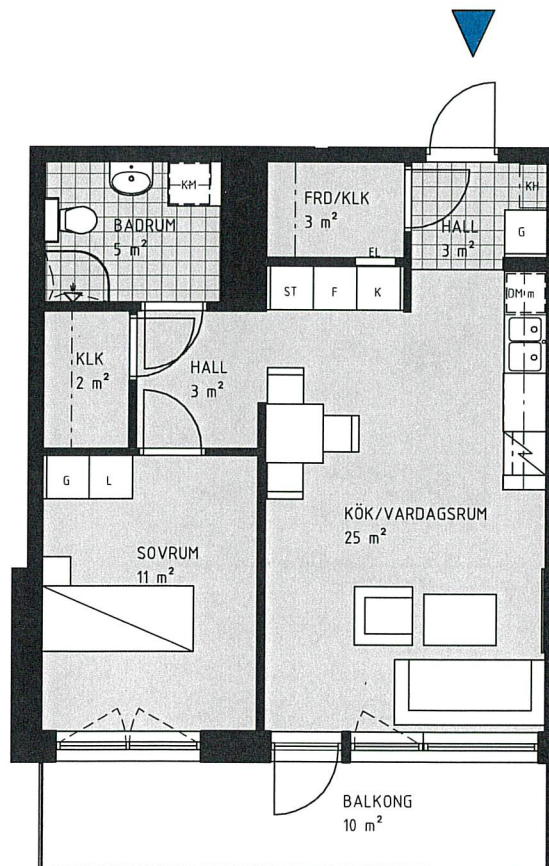 KM
BADRUM
5 m²
FRD/KLK
3 m²
KH
HALL
3 m²
G
EL
ST F K
DM+m
KLK
2 m²
HALL
3 m²
G L
KÖK/VARDAGSRUM
25 m²
SOVRUM
11 m²
BALKONG
10 m²